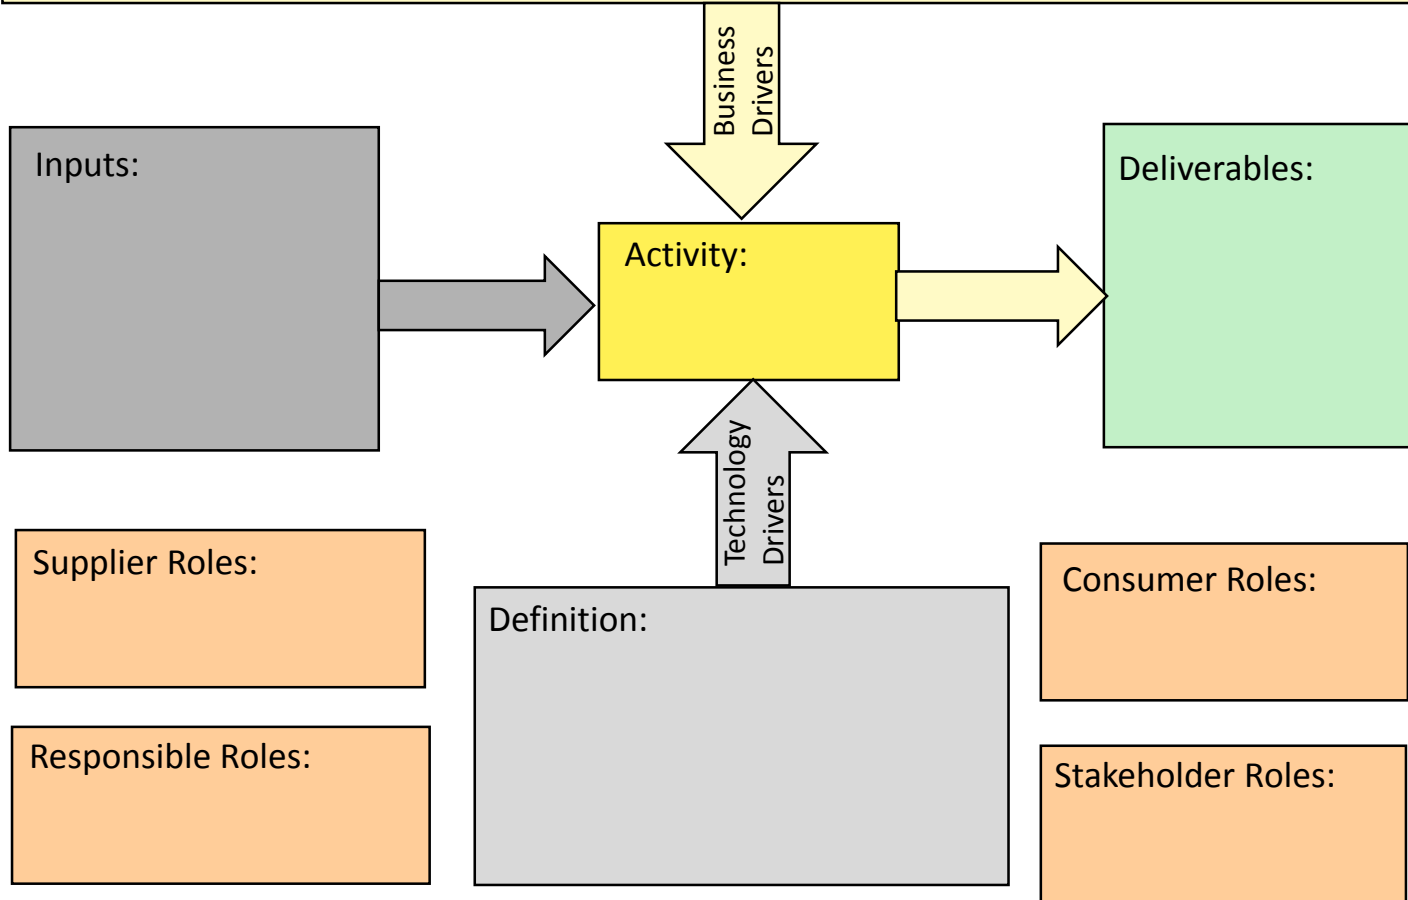 Business
Drivers
Inputs:
Deliverables:
Activity:
Technology
Drivers
Supplier Roles:
Consumer Roles:
Definition:
Responsible Roles:
Stakeholder Roles: